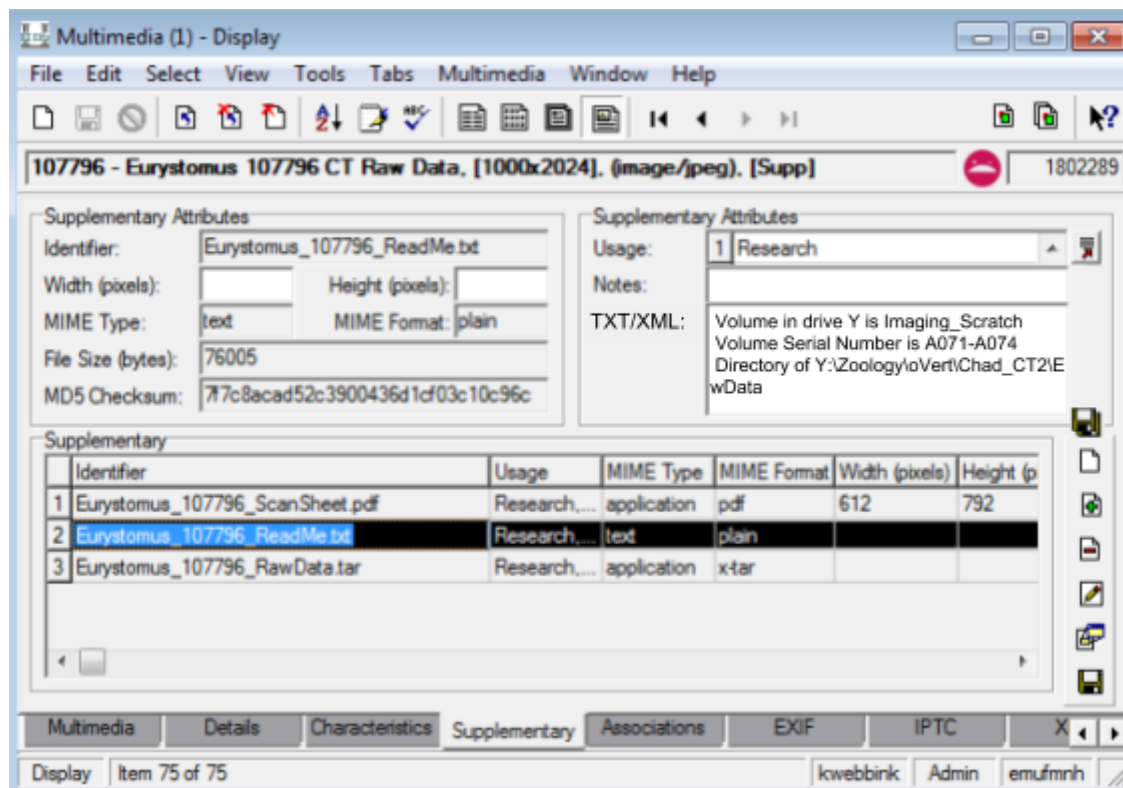 Multimedia (1) - Display
File Edit Select View Tools Tabs Multimedia Window Help
107796 - Eurystomus 107796 CT Raw Data, [1000x2024], (image/jpeg), [Supp] 1802289
Supplementary Attributes
Identifier: Eurystomus_107796_ReadMe.txt
Width (pixels): Height (pixels):
MIME Type: text MIME Format: plain
File Size (bytes): 76005
MD5 Checksum: 7f7c8acad52c3900436d1cf03c10c96c
Supplementary Attributes
Usage: 1 Research
Notes:
TXT/XML: Volume in drive Y is Imaging_Scratch
Volume Serial Number is A071-A074
Directory of Y:\Zoology\oVert\Chad_CT2\E
wData
Supplementary
Identifier Usage MIME Type MIME Format Width (pixels) Height (pi
1 Eurystomus_107796_ScanSheet.pdf Research,... application pdf 612 792
2 Eurystomus_107796_ReadMe.txt Research,... text plain
3 Eurystomus_107796_RawData.tar Research,... application x-tar
Multimedia Details Characteristics Supplementary Associations EXIF IPTC X
Display Item 75 of 75 kwebbink Admin emufmnh